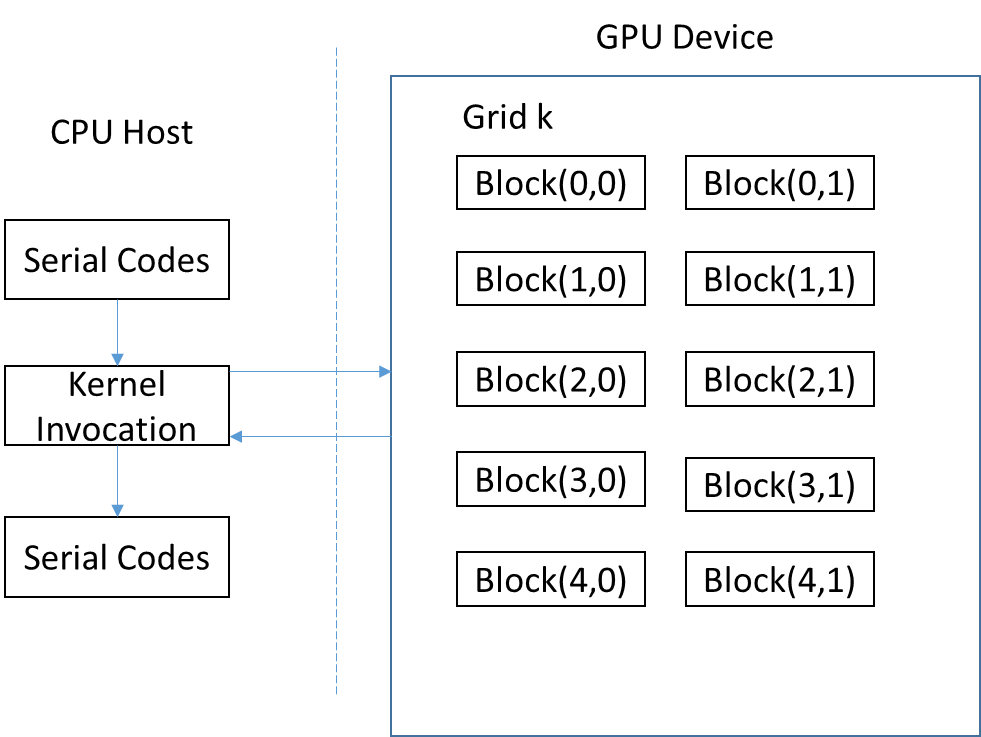 GPU Device
CPU Host
Grid k
Block(0,0)
Block(0,1)
Serial Codes
Block(1,0)
Block(1,1)
Kernel
Invocation
Block(2,0)
Block(2,1)
Block(3,0)
Block(3,1)
Serial Codes
Block(4,0)
Block(4,1)